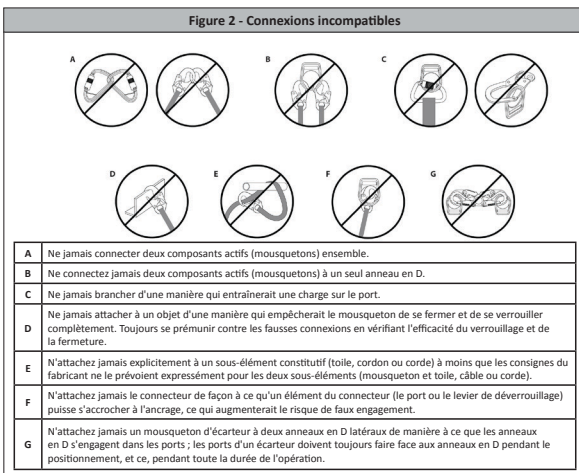 Figure 2 - Connexions incompatibles
A
B
C
D
E
F
G
A Ne jamais connecter deux composants actifs (mousquetons) ensemble.
B Ne connectez jamais deux composants actifs (mousquetons) à un seul anneau en D.
C Ne jamais brancher d'une manière qui entraînerait une charge sur le port.
D Ne jamais attacher à un objet d'une manière qui empêcherait le mousqueton de se fermer et de se verrouiller
complètement. Toujours se prémunir contre les fausses connexions en vérifiant l'efficacité du verrouillage et de
la fermeture.
E N'attachez jamais explicitement à un sous-élément constitutif (toile, cordon ou corde) à moins que les consignes du
fabricant ne le prévoient expressément pour les deux sous-éléments (mousqueton et toile, câble ou corde).
F N'attachez jamais le connecteur de façon à ce qu'un élément du connecteur (le port ou le levier de déverrouillage)
puisse s'accrocher à l'ancrage, ce qui augmenterait le risque de faux engagement.
G N'attachez jamais un mousqueton d'écarteur à deux anneaux en D latéraux de manière à ce que les anneaux
en D s'engagent dans les ports ; les ports d'un écarteur doivent toujours faire face aux anneaux en D pendant le
positionnement, et ce, pendant toute la durée de l'opération.